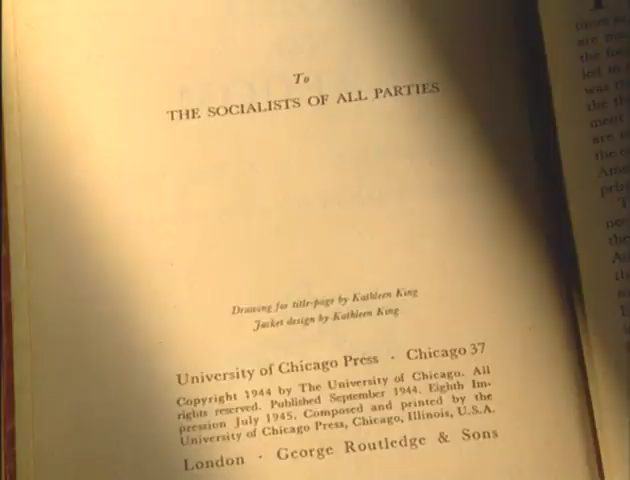 To
THE SOCIALISTS OF ALL PARTIES
Drawing for title-page by Kathleen King
Jacket design by Kathleen King
University of Chicago Press · Chicago 37
Copyright 1944 by The University of Chicago. All
rights reserved. Published September 1944. Eighth Im-
pression July 1945. Composed and printed by the
University of Chicago Press, Chicago, Illinois, U.S.A.
London · George Routledge & Sons